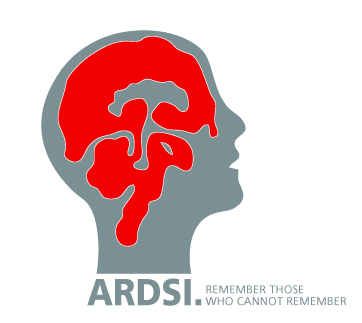 ARDSI.
REMEMBER THOSE
WHO CANNOT REMEMBER